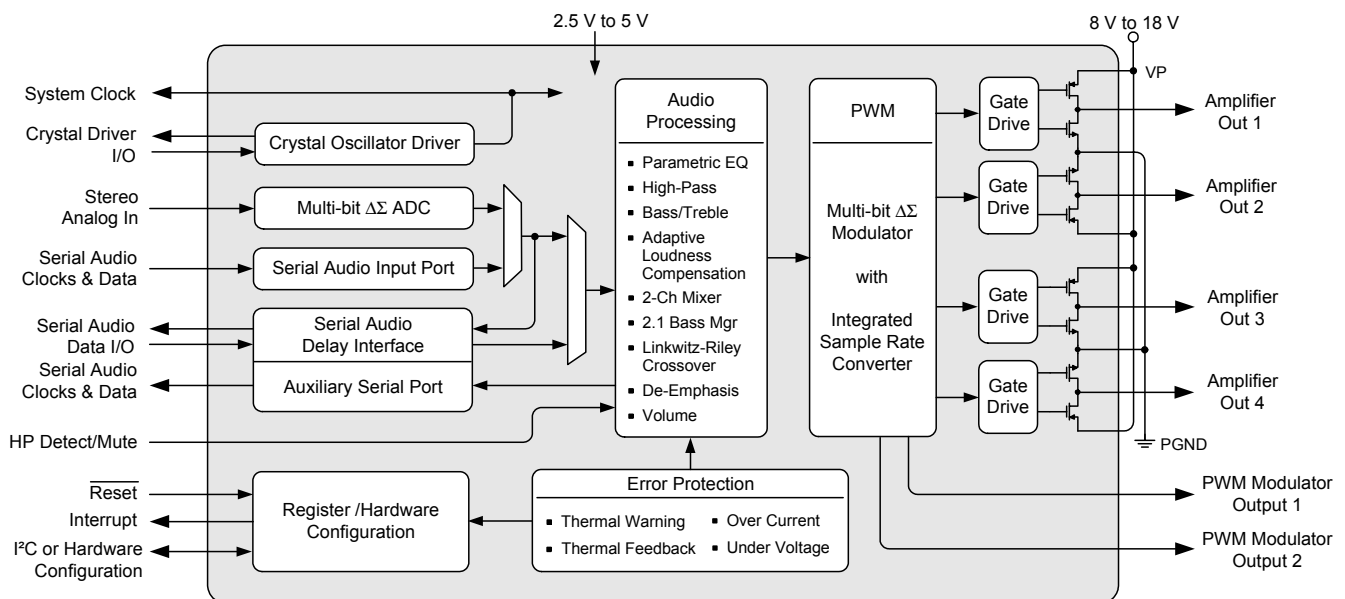 2.5 V to 5 V
8 V to 18 V
VP
System Clock
Crystal Driver
I/O
Stereo
Analog In
Serial Audio
Clocks & Data
Serial Audio
Data I/O
Serial Audio
Clocks & Data
HP Detect/Mute
Reset
Interrupt
I²C or Hardware
Configuration
Crystal Oscillator Driver
Multi-bit ΔΣ ADC
Serial Audio Input Port
Serial Audio
Delay Interface
Auxiliary Serial Port
Register /Hardware
Configuration
Audio
Processing
▪ Parametric EQ
▪ High-Pass
▪ Bass/Treble
▪ Adaptive
Loudness
Compensation
▪ 2-Ch Mixer
▪ 2.1 Bass Mgr
▪ Linkwitz-Riley
Crossover
▪ De-Emphasis
▪ Volume
Error Protection
▪ Thermal Warning
▪ Over Current
▪ Thermal Feedback
▪ Under Voltage
PWM
Multi-bit ΔΣ
Modulator
with
Integrated
Sample Rate
Converter
Gate
Drive
Gate
Drive
Gate
Drive
Gate
Drive
Amplifier
Out 1
Amplifier
Out 2
Amplifier
Out 3
Amplifier
Out 4
PGND
PWM Modulator
Output 1
PWM Modulator
Output 2